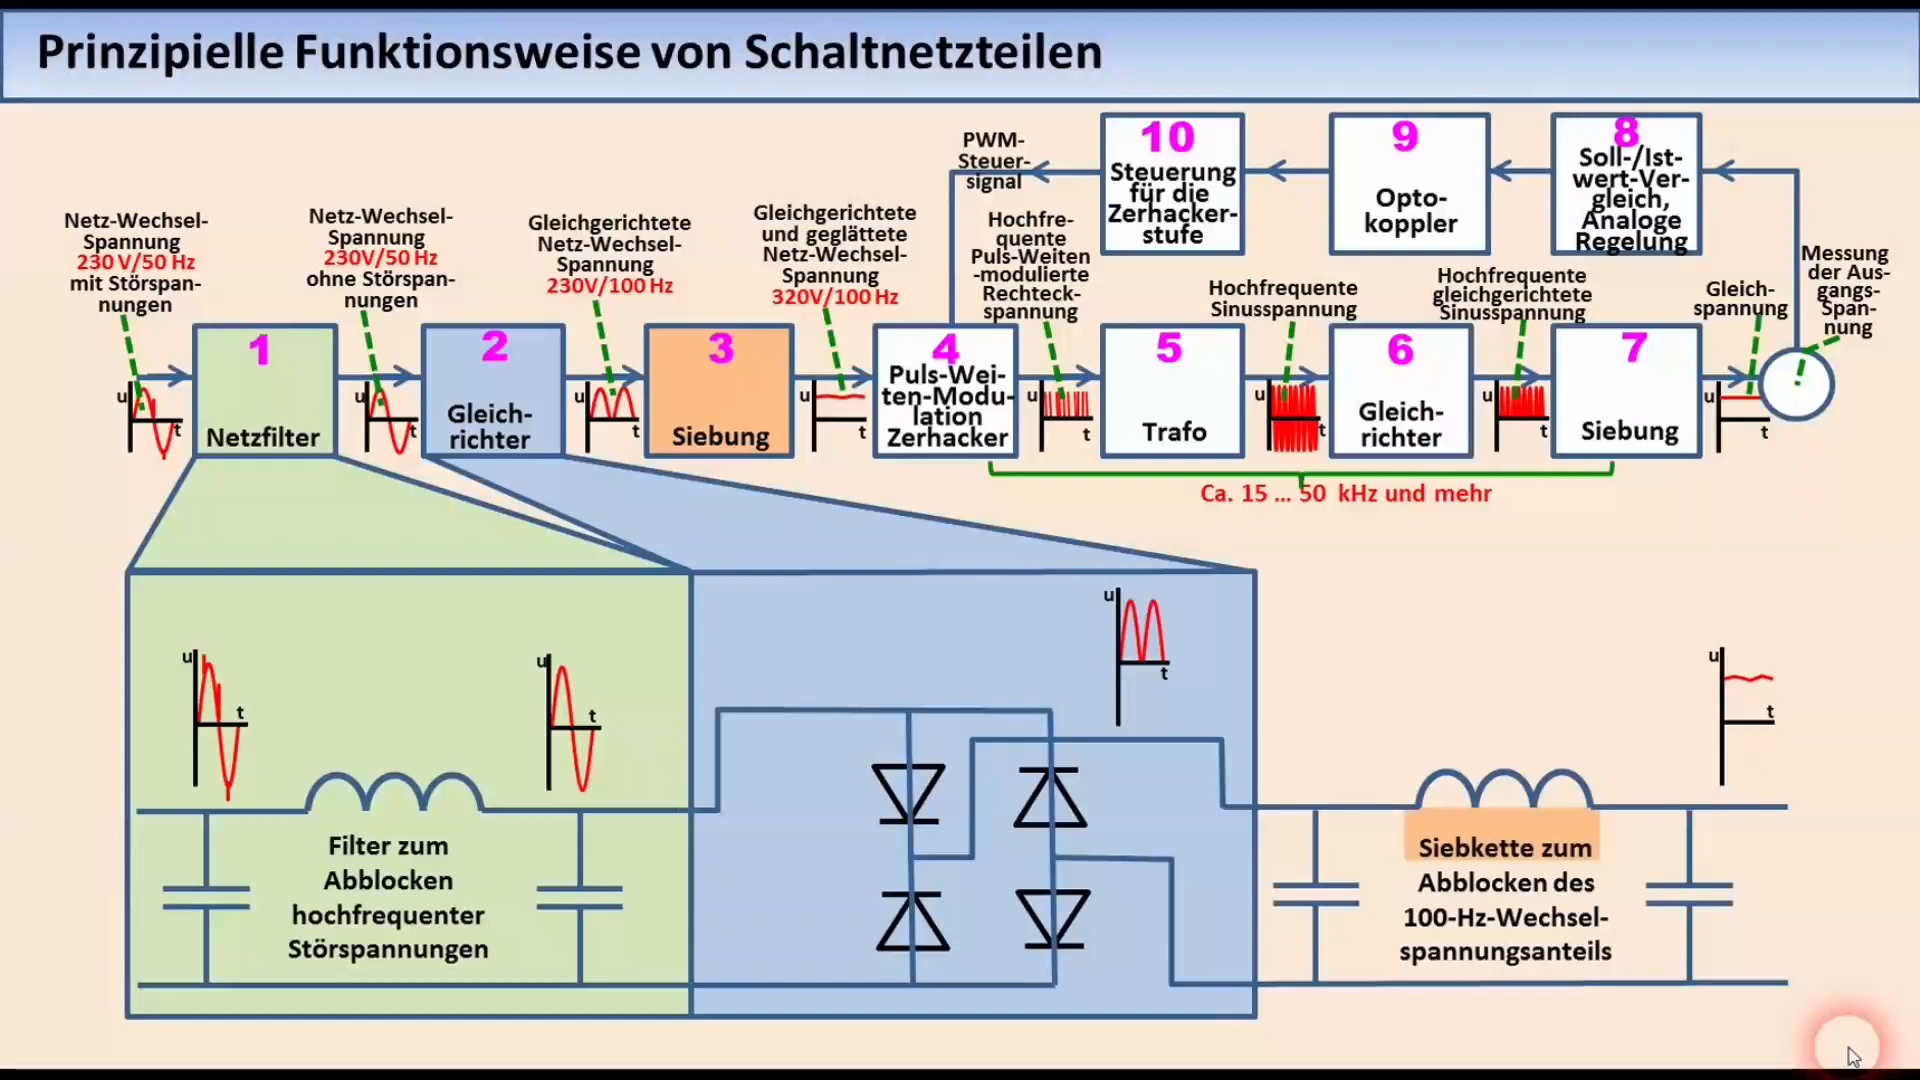 Prinzipielle Funktionsweise von Schaltnetzteilen
PWM-
Steuer-
signal
10
Steuerung
für die
Zerhacker-
stufe
9
Opto-
koppler
8
Soll-/Ist-
wert-Ver-
gleich,
Analoge
Regelung
Netz-Wechsel-
Spannung
230 V/50 Hz
mit Störspan-
nungen
Netz-Wechsel-
Spannung
230V/50 Hz
ohne Störspan-
nungen
Gleichgerichtete
Netz-Wechsel-
Spannung
230V/100 Hz
Gleichgerichtete
und geglättete
Netz-Wechsel-
Spannung
320V/100 Hz
Hochfre-
quente
Puls-Weiten
-modulierte
Rechteck-
spannung
Hochfrequente
Sinusspannung
Hochfrequente
gleichgerichtete
Sinusspannung
Gleich-
spannung
Messung
der Aus-
gangs-
Span-
nung
u
t
1
Netzfilter
u
t
2
Gleich-
richter
u
t
3
Siebung
u
t
4
Puls-Wei-
ten-Modu-
lation
Zerhacker
u
t
5
Trafo
u
t
6
Gleich-
richter
u
t
7
Siebung
u
t
Ca. 15 ... 50 kHz und mehr
u
t
u
t
u
t
u
t
Filter zum
Abblocken
hochfrequenter
Störspannungen
Siebkette zum
Abblocken des
100-Hz-Wechsel-
spannungsanteils